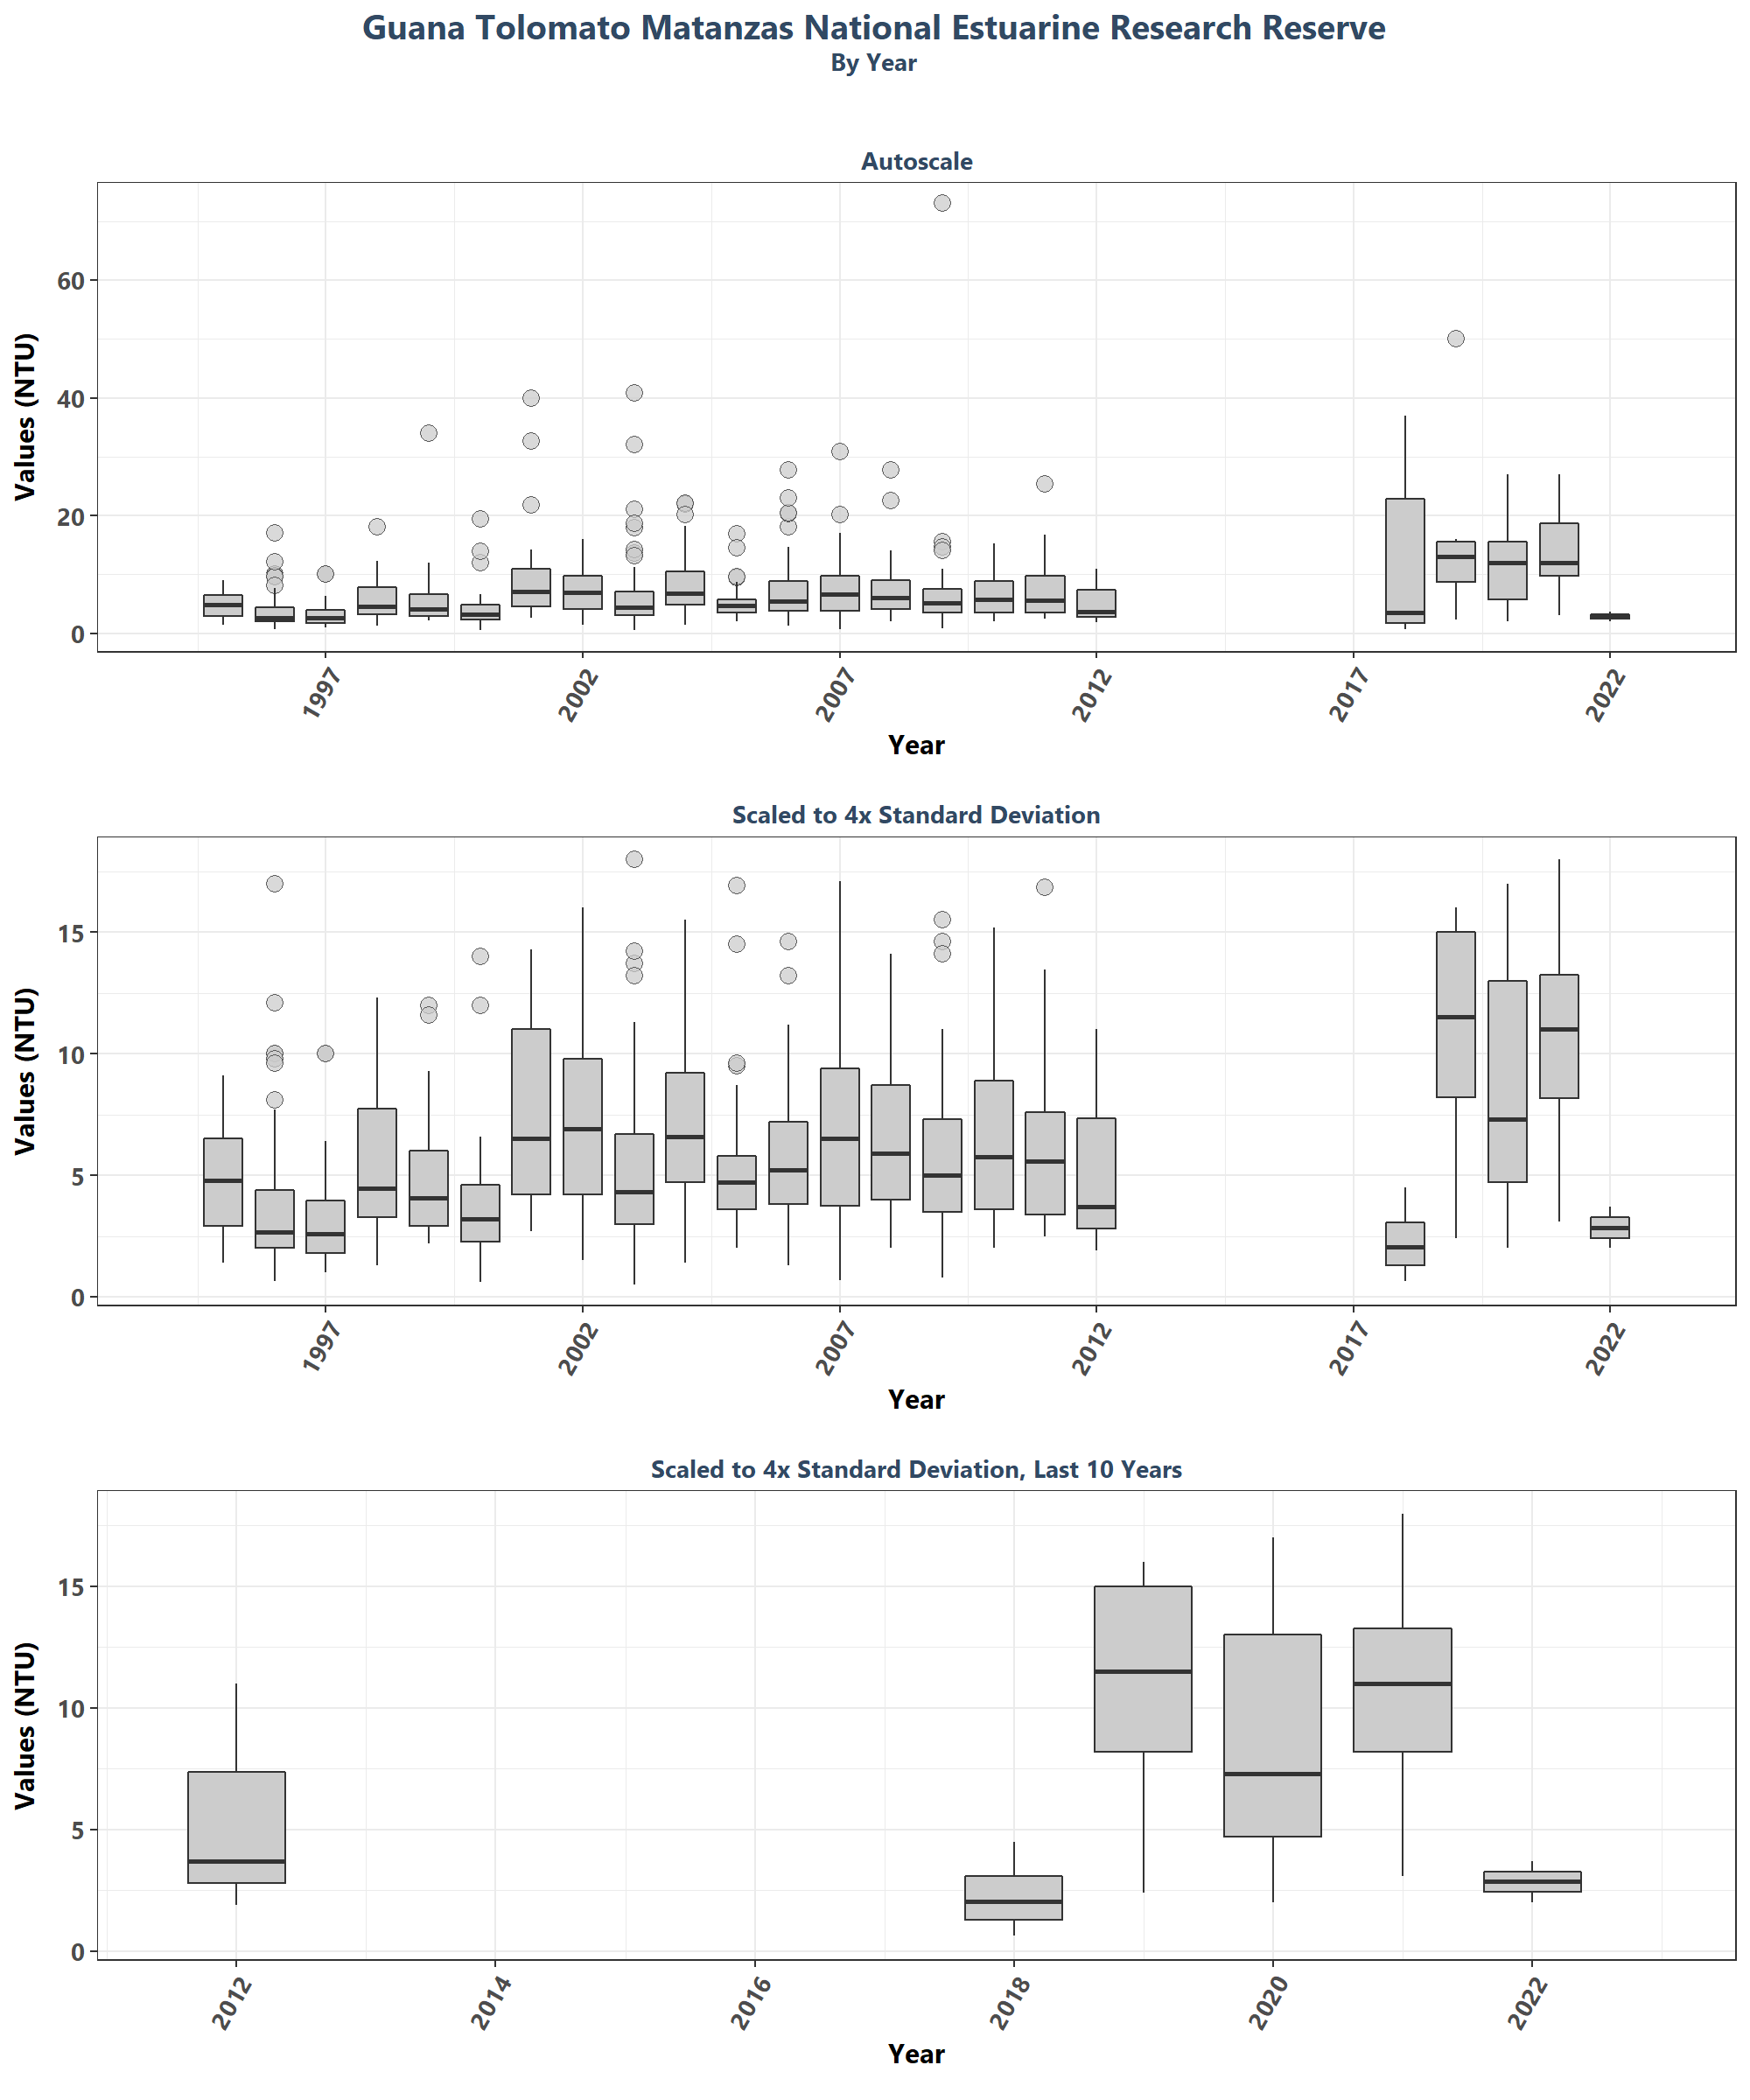 Guana Tolomato Matanzas National Estuarine Research Reserve
By Year
Autoscale
Values (NTU)
60
40
20
0
1997
2002
2007
2012
2017
2022
Year
Scaled to 4x Standard Deviation
Values (NTU)
15
10
5
0
1997
2002
2007
2012
2017
2022
Year
Scaled to 4x Standard Deviation, Last 10 Years
Values (NTU)
15
10
5
0
2012
2014
2016
2018
2020
2022
Year